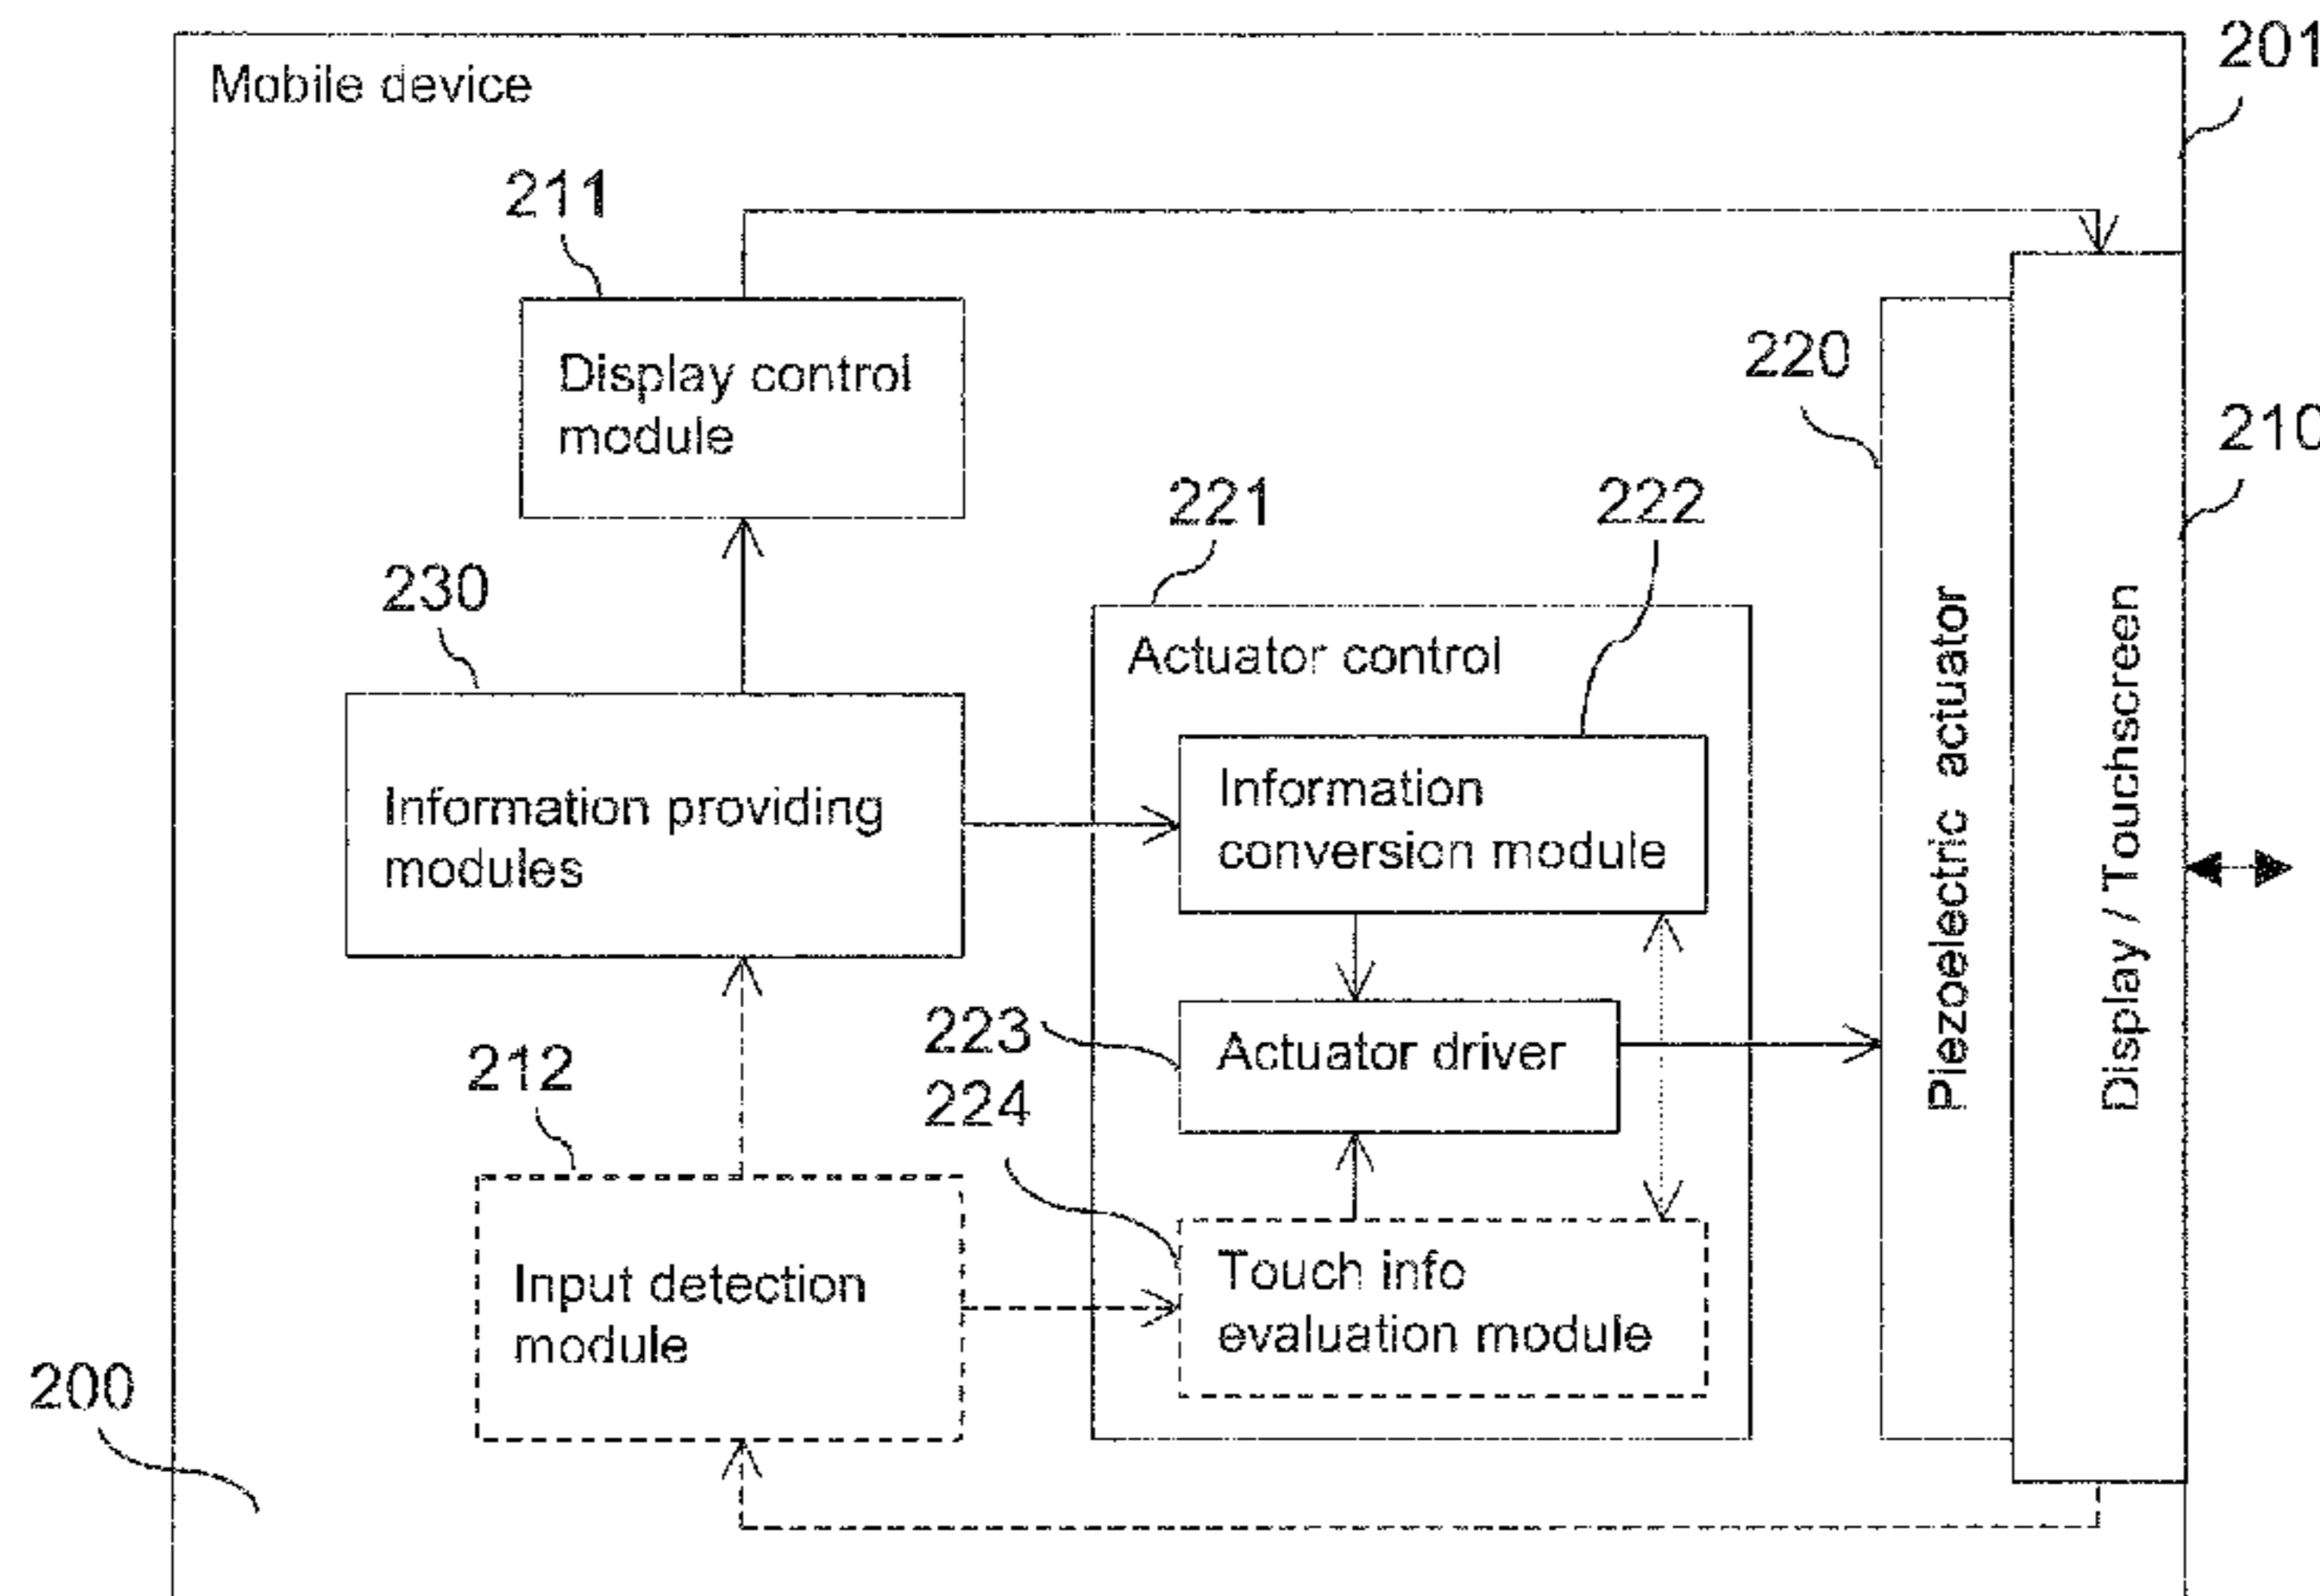 201
Mobile device
211
Display control
module
220
210
221
222
230
Actuator control
Information providing
modules
Information
conversion module
Piezoelectric actuator
Display / Touchscreen
223
Actuator driver
212
224
Input detection
module
Touch info
evaluation module
200